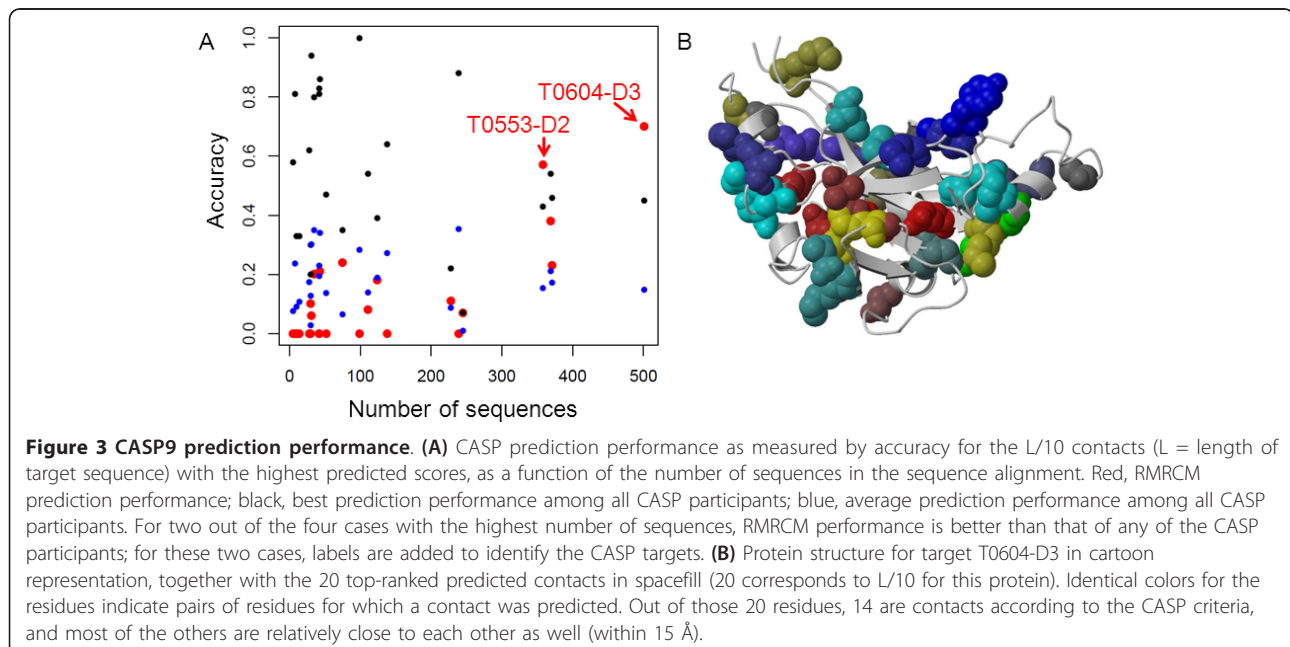 A
B
1.0
0.8
0.6
0.4
0.2
0.0
Accuracy
T0604-D3
T0553-D2
0 100 200 300 400 500
Number of sequences
Figure 3 CASP9 prediction performance. (A) CASP prediction performance as measured by accuracy for the L/10 contacts (L = length of
target sequence) with the highest predicted scores, as a function of the number of sequences in the sequence alignment. Red, RMRCM
prediction performance; black, best prediction performance among all CASP participants; blue, average prediction performance among all CASP
participants. For two out of the four cases with the highest number of sequences, RMRCM performance is better than that of any of the CASP
participants; for these two cases, labels are added to identify the CASP targets. (B) Protein structure for target T0604-D3 in cartoon
representation, together with the 20 top-ranked predicted contacts in spacefill (20 corresponds to L/10 for this protein). Identical colors for the
residues indicate pairs of residues for which a contact was predicted. Out of those 20 residues, 14 are contacts according to the CASP criteria,
and most of the others are relatively close to each other as well (within 15 Å).